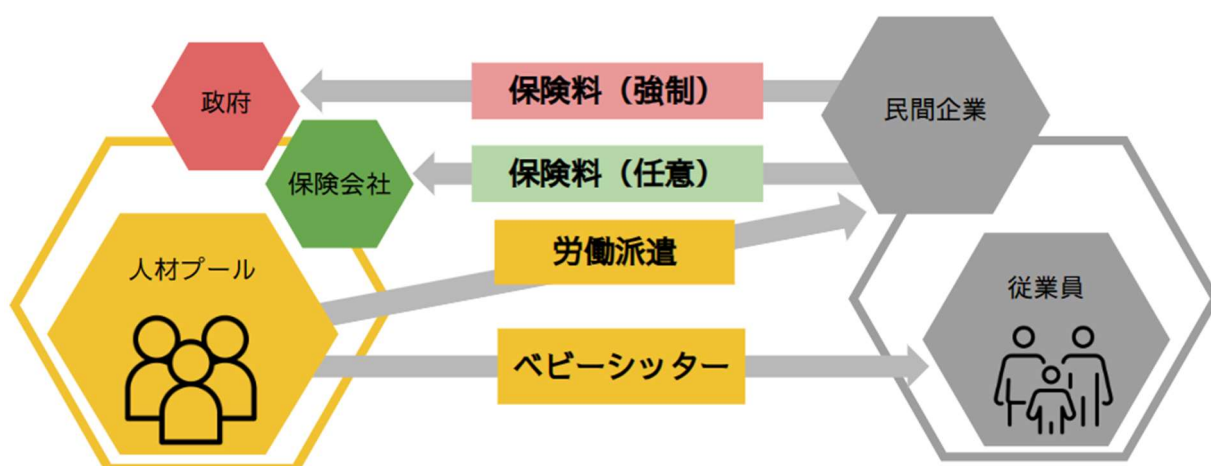 政府
保険料（強制）
民間企業
保険会社
保険料（任意）
人材プール
労働派遣
従業員
ベビーシッター